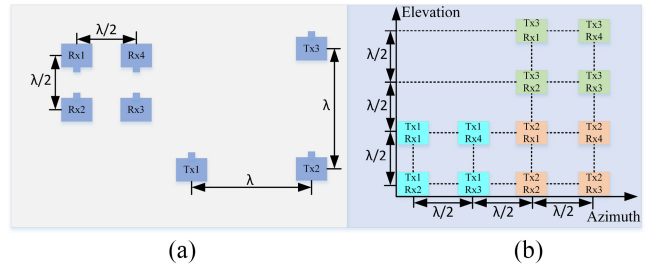 λ/2
Rx1
Rx4
λ/2
Rx2
Rx3
Tx3
λ
Tx1
Tx2
λ
(a)
Elevation
Tx3
Rx1
Tx3
Rx4
λ/2
Tx3
Rx2
Tx3
Rx3
λ/2
Tx1
Rx1
Tx1
Rx4
Tx2
Rx1
Tx2
Rx4
λ/2
Tx1
Rx2
Tx1
Rx3
Tx2
Rx2
Tx2
Rx3
λ/2
λ/2
λ/2
Azimuth
(b)